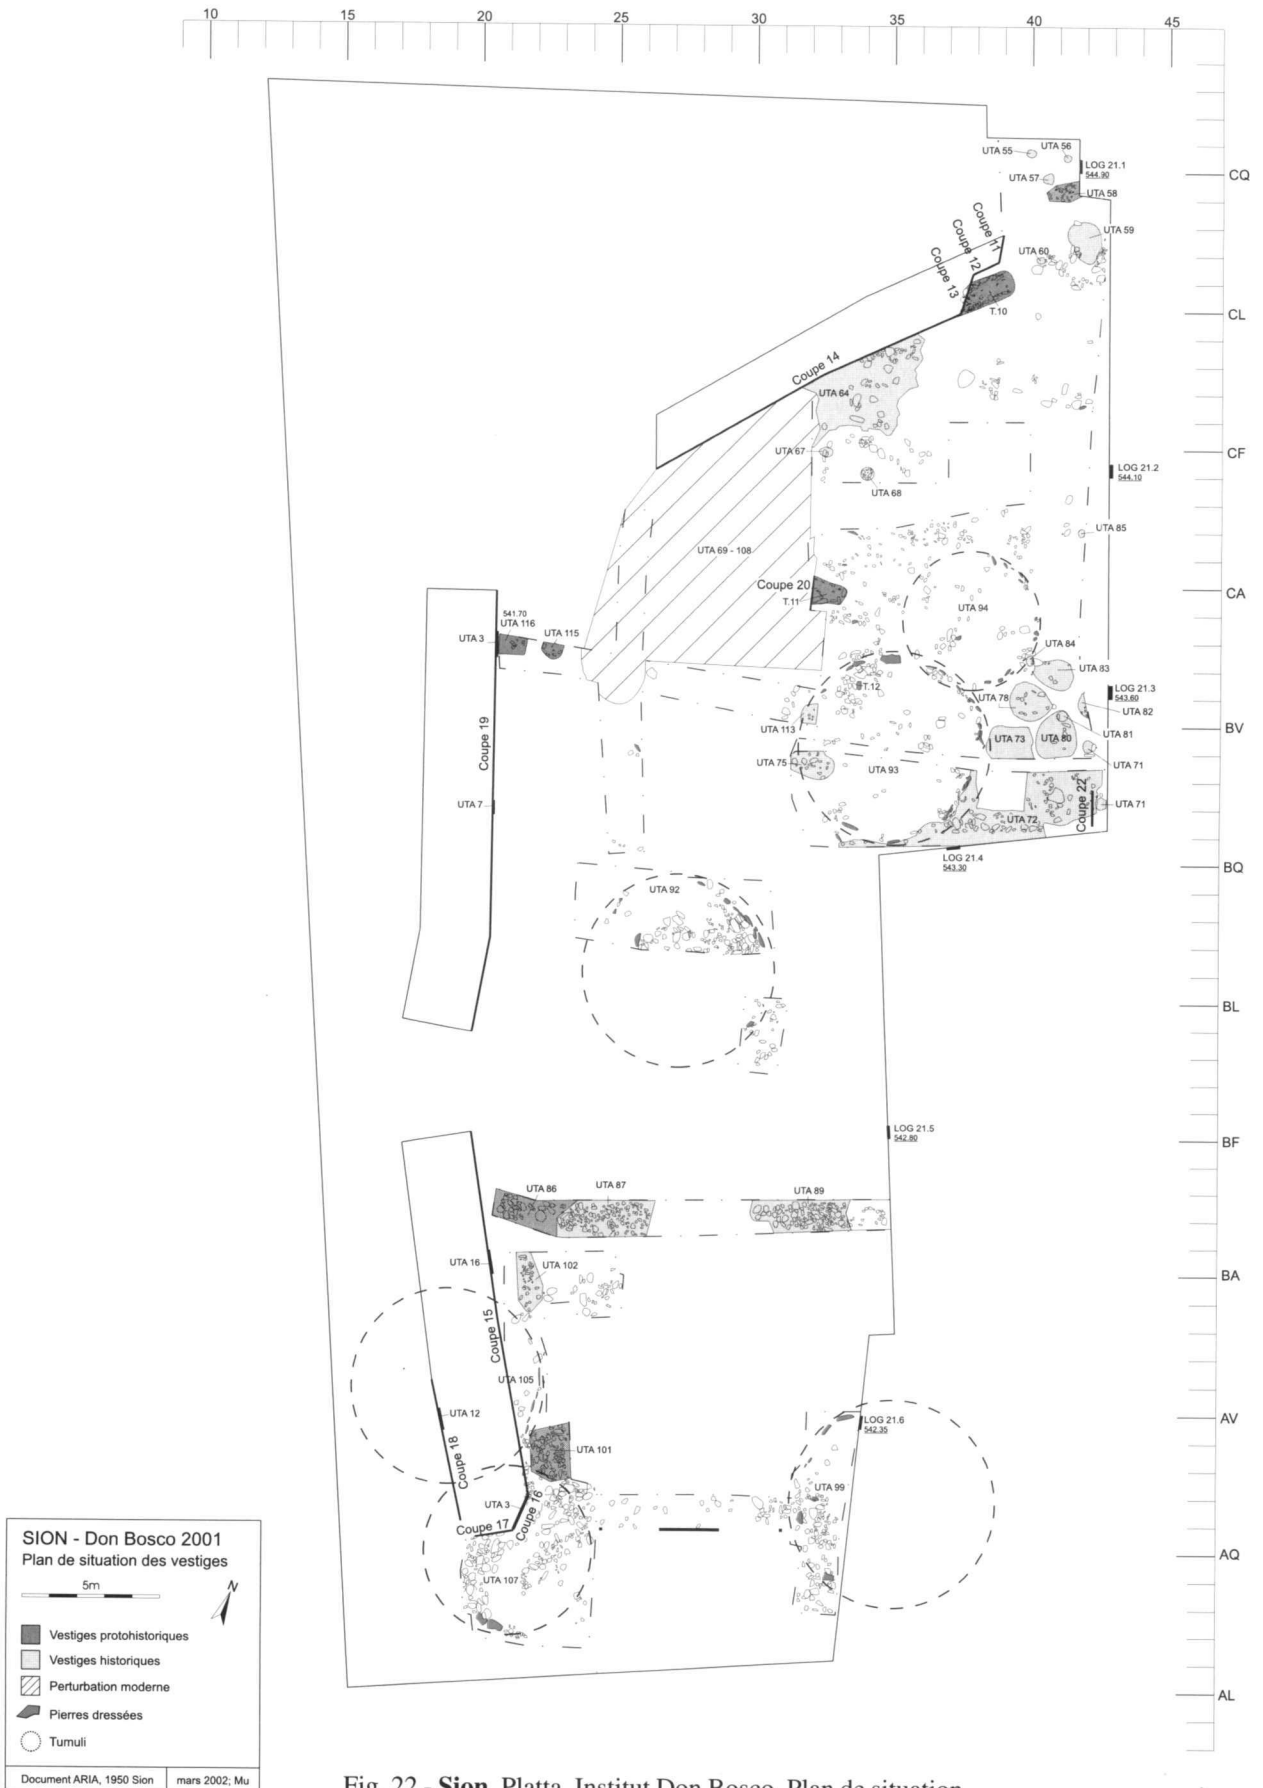 10 15 20 25 30 35 40 45
UTA 55
UTA 56
LOG 21.1
544.90
CQ
UTA 57
UTA 58
Coupe 11
Coupe 12
Coupe 13
UTA 59
UTA 60
T.10
CL
Coupe 14
UTA 64
UTA 67
CF
LOG 21.2
544.10
UTA 68
UTA 85
UTA 69 - 108
Coupe 20
T.11
CA
UTA 94
541.70
UTA 116
UTA 3
UTA 115
UTA 84
UTA 83
T.12
LOG 21.3
543.60
UTA 78
UTA 82
Coupe 19
UTA 113
UTA 73
UTA 80
UTA 81
BV
UTA 75
UTA 93
UTA 71
UTA 7
UTA 72
Coupe 22
UTA 71
LOG 21.4
543.30
BQ
UTA 92
BL
LOG 21.5
542.80
BF
UTA 86
UTA 87
UTA 89
UTA 16
UTA 102
BA
Coupe 15
UTA 105
UTA 12
LOG 21.6
542.35
AV
Coupe 18
UTA 101
UTA 99
UTA 3
Coupe 16
Coupe 17
AQ
UTA 107
AL
SION - Don Bosco 2001
Plan de situation des vestiges
5m
N
Vestiges protohistoriques
Vestiges historiques
Perturbation moderne
Pierres dressées
Tumuli
Document ARIA, 1950 Sion
mars 2002; Mu
Fig. 22 - Sion, Platta, Institut Don Bosco. Plan de situation